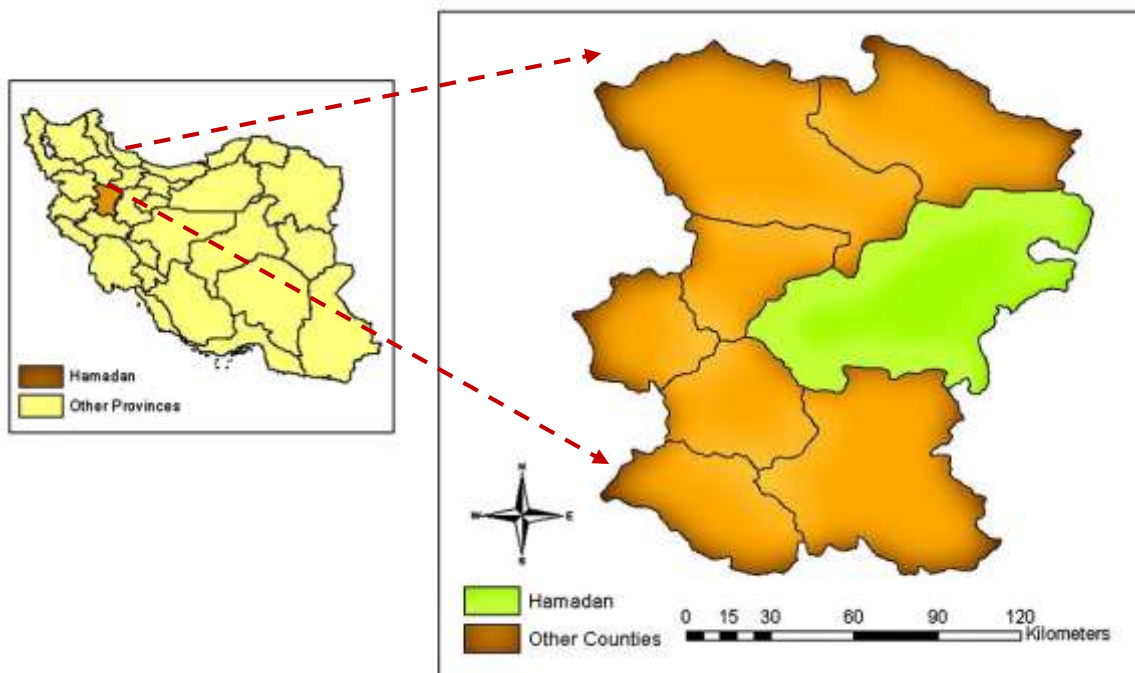 Hamadan
Other Provinces
N
W E
S
Hamadan
Other Counties
0 15 30 60 90 120
Kilometers